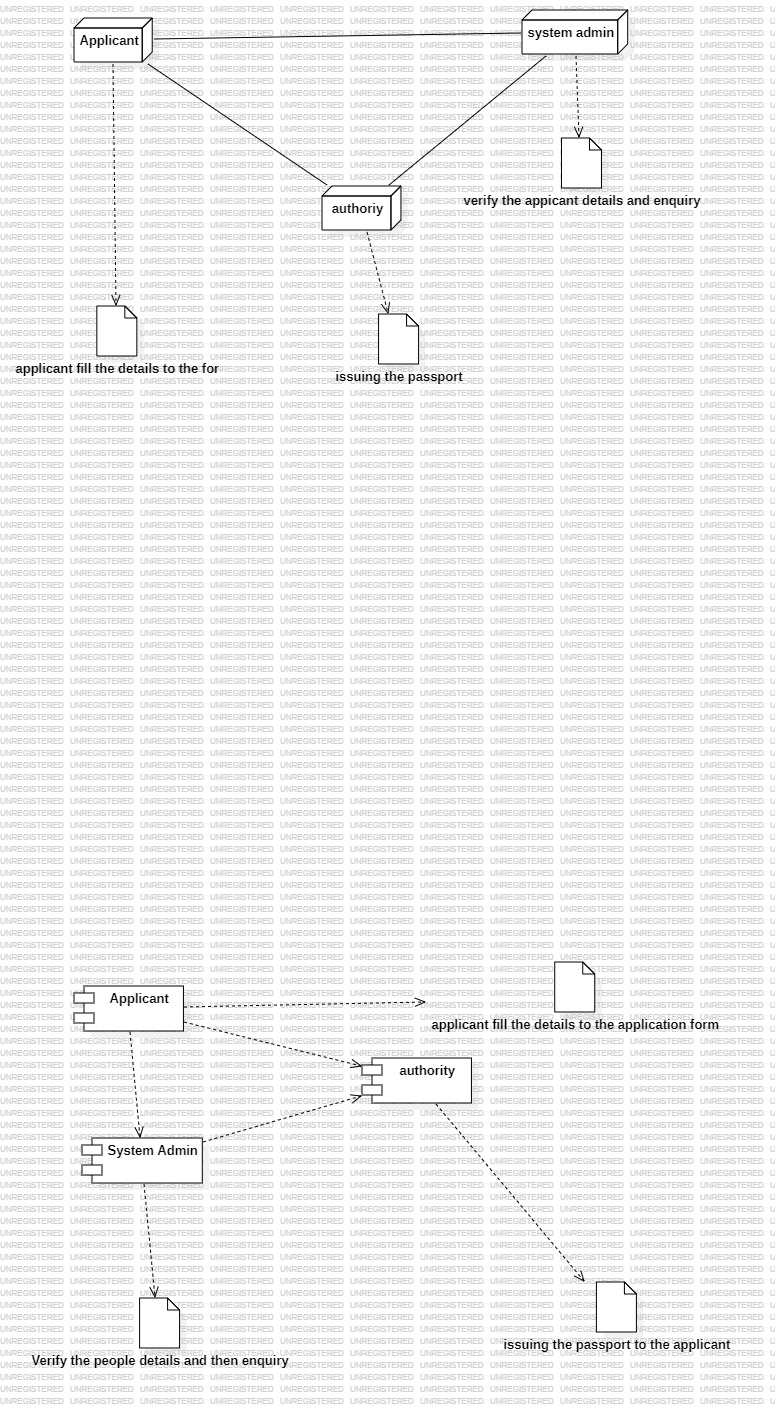 Applicant
system admin
authoriy
verify the appicant details and enquiry
applicant fill the details to the for
issuing the passport
Applicant
applicant fill the details to the application form
authority
System Admin
issuing the passport to the applicant
Verify the people details and then enquiry
UNREGISTERED